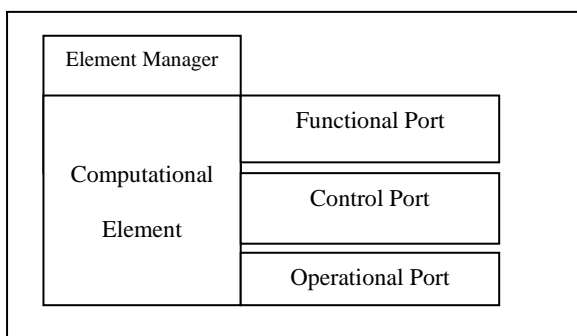 Element Manager
Functional Port
Computational
Element
Control Port
Operational Port